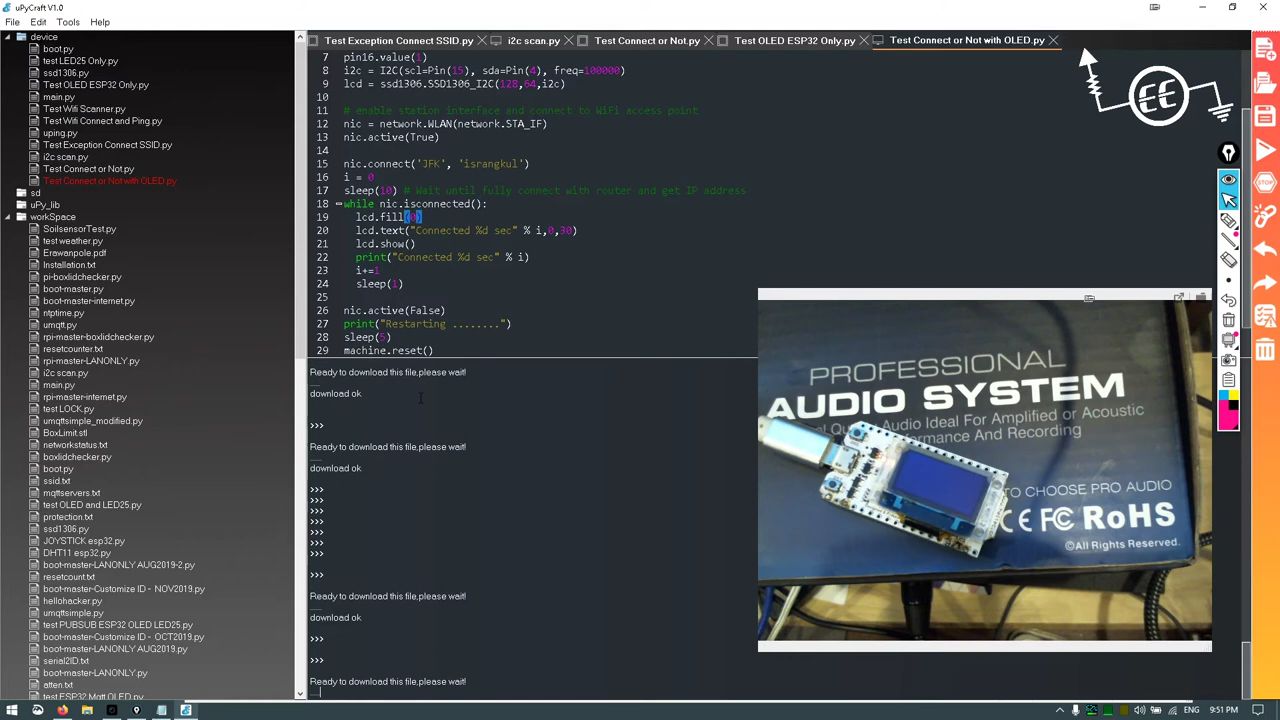 uPyCraft V1.0
File Edit Tools Help
device
boot.py
test LED25 Only.py
ssd1306.py
Test OLED ESP32 Only.py
main.py
Test Wifi Scanner.py
Test Wifi Connect and Ping.py
uping.py
Test Exception Connect SSID.py
i2c scan.py
Test Connect or Not.py
Test Connect or Not with OLED.py
sd
uPy_lib
workSpace
SoilsensorTest.py
test weather.py
Erawanpole.pdf
Installation.txt
pi-boxlidchecker.py
boot-master.py
boot-master-internet.py
ntptime.py
umqtt.py
rpi-master-boxlidchecker.py
resetcounter.txt
rpi-master-LANONLY.py
i2c scan.py
main.py
rpi-master-internet.py
test LOCK.py
umqttsimple_modified.py
BoxLimit.stl
networkstatus.txt
boxlidchecker.py
boot.py
ssid.txt
mqttservers.txt
test OLED and LED25.py
protection.txt
ssd1306.py
JOYSTICK esp32.py
DHT11 esp32.py
boot-master-LANONLY AUG2019-2.py
resetcount.txt
boot-master-Customize ID - NOV2019.py
hellohacker.py
umqttsimple.py
test PUBSUB ESP32 OLED LED25.py
boot-master-Customize ID - OCT2019.py
boot-master-LANONLY AUG2019.py
serial2ID.txt
boot-master-LANONLY.py
atten.txt
test ESP32 Matt OLED.py
Test Exception Connect SSID.py
i2c scan.py
Test Connect or Not.py
Test OLED ESP32 Only.py
Test Connect or Not with OLED.py
7 pin16.value(1)
8 i2c = I2C(scl=Pin(15), sda=Pin(4), freq=100000)
9 lcd = ssd1306.SSD1306_I2C(128,64,i2c)
10
11 # enable station interface and connect to WiFi access point
12 nic = network.WLAN(network.STA_IF)
13 nic.active(True)
14
15 nic.connect('JFK', 'israngkul')
16 i = 0
17 sleep(10) # Wait until fully connect with router and get IP address
18 while nic.isconnected():
19 lcd.fill(0)
20 lcd.text("Connected %d sec" % i,0,30)
21 lcd.show()
22 print("Connected %d sec" % i)
23 i+=1
24 sleep(1)
25
26 nic.active(False)
27 print("Restarting ........")
28 sleep(5)
29 machine.reset()
Ready to download this file,please wait!
....
download ok
>>>
Ready to download this file,please wait!
....
download ok
>>>
>>>
>>>
>>>
>>>
>>>
>>>
>>>
Ready to download this file,please wait!
....
download ok
>>>
>>>
Ready to download this file,please wait!
....
EE
PROFESSIONAL
AUDIO SYSTEM
Audio Ideal For Amplified or Acoustic
And Recording
TO CHOOSE PRO AUDIO
CE FC RoHS
©All Rights Reserved.
ENG
9:51 PM